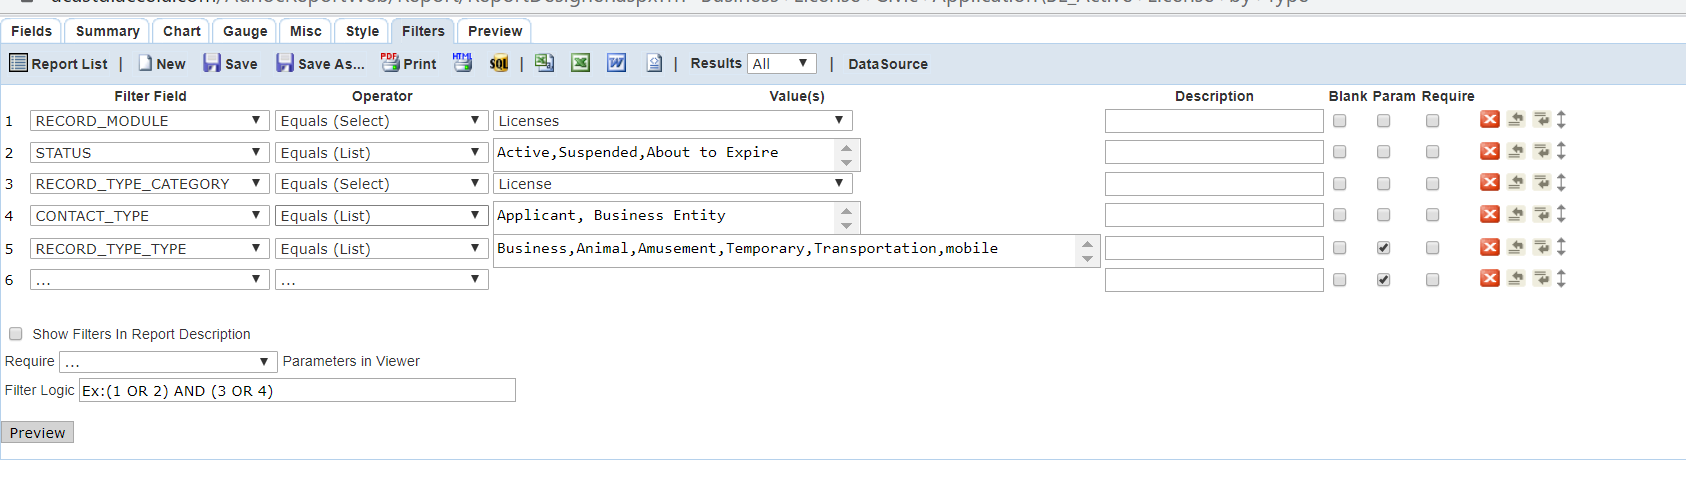 Fields Summary Chart Gauge Misc Style Filters Preview
Report List | New Save Save As... PDF Print HTML SQL | | Results All | DataSource
Filter Field Operator Value(s) Description Blank Param Require
1 RECORD_MODULE Equals (Select) Licenses
2 STATUS Equals (List) Active,Suspended,About to Expire
3 RECORD_TYPE_CATEGORY Equals (Select) License
4 CONTACT_TYPE Equals (List) Applicant, Business Entity
5 RECORD_TYPE_TYPE Equals (List) Business,Animal,Amusement,Temporary,Transportation,mobile
6 ... ...
Show Filters In Report Description
Require ... Parameters in Viewer
Filter Logic Ex:(1 OR 2) AND (3 OR 4)
Preview